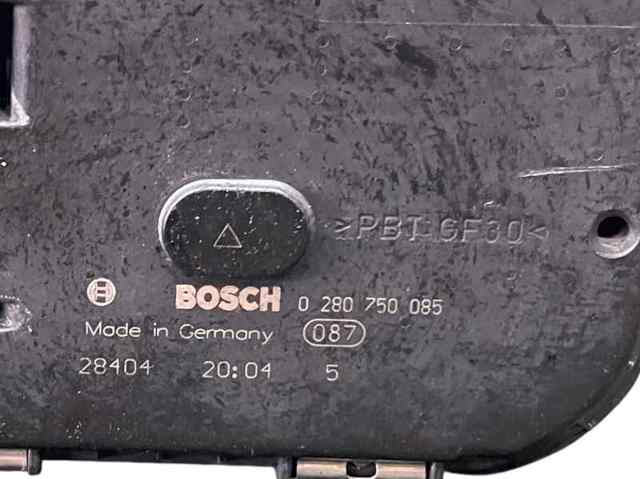 >PBT GF30<
BOSCH 0 280 750 085
Made in Germany 087
28404 20:04 5